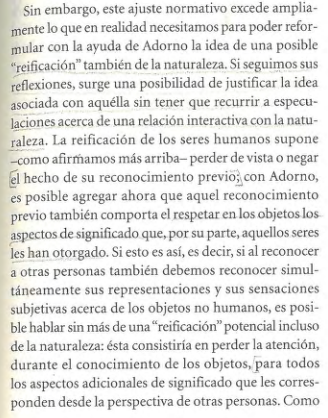 Sin embargo, este ajuste normativo excede amplia-
mente lo que en realidad necesitamos para poder refor-
mular con la ayuda de Adorno la idea de una posible
“reificación” también de la naturaleza. Si seguimos sus
reflexiones, surge una posibilidad de justificar la idea
asociada con aquélla sin tener que recurrir a especu-
laciones acerca de una relación interactiva con la natu-
raleza. La reificación de los seres humanos supone
–como afirmamos más arriba– perder de vista o negar
el hecho de su reconocimiento previo; con Adorno,
es posible agregar ahora que aquel reconocimiento
previo también comporta el respetar en los objetos los
aspectos de significado que, por su parte, aquellos seres
les han otorgado. Si esto es así, es decir, si al reconocer
a otras personas también debemos reconocer simul-
táneamente sus representaciones y sus sensaciones
subjetivas acerca de los objetos no humanos, es posi-
ble hablar sin más de una “reificación” potencial incluso
de la naturaleza: ésta consistiría en perder la atención,
durante el conocimiento de los objetos, para todos
los aspectos adicionales de significado que les corres-
ponden desde la perspectiva de otras personas. Como